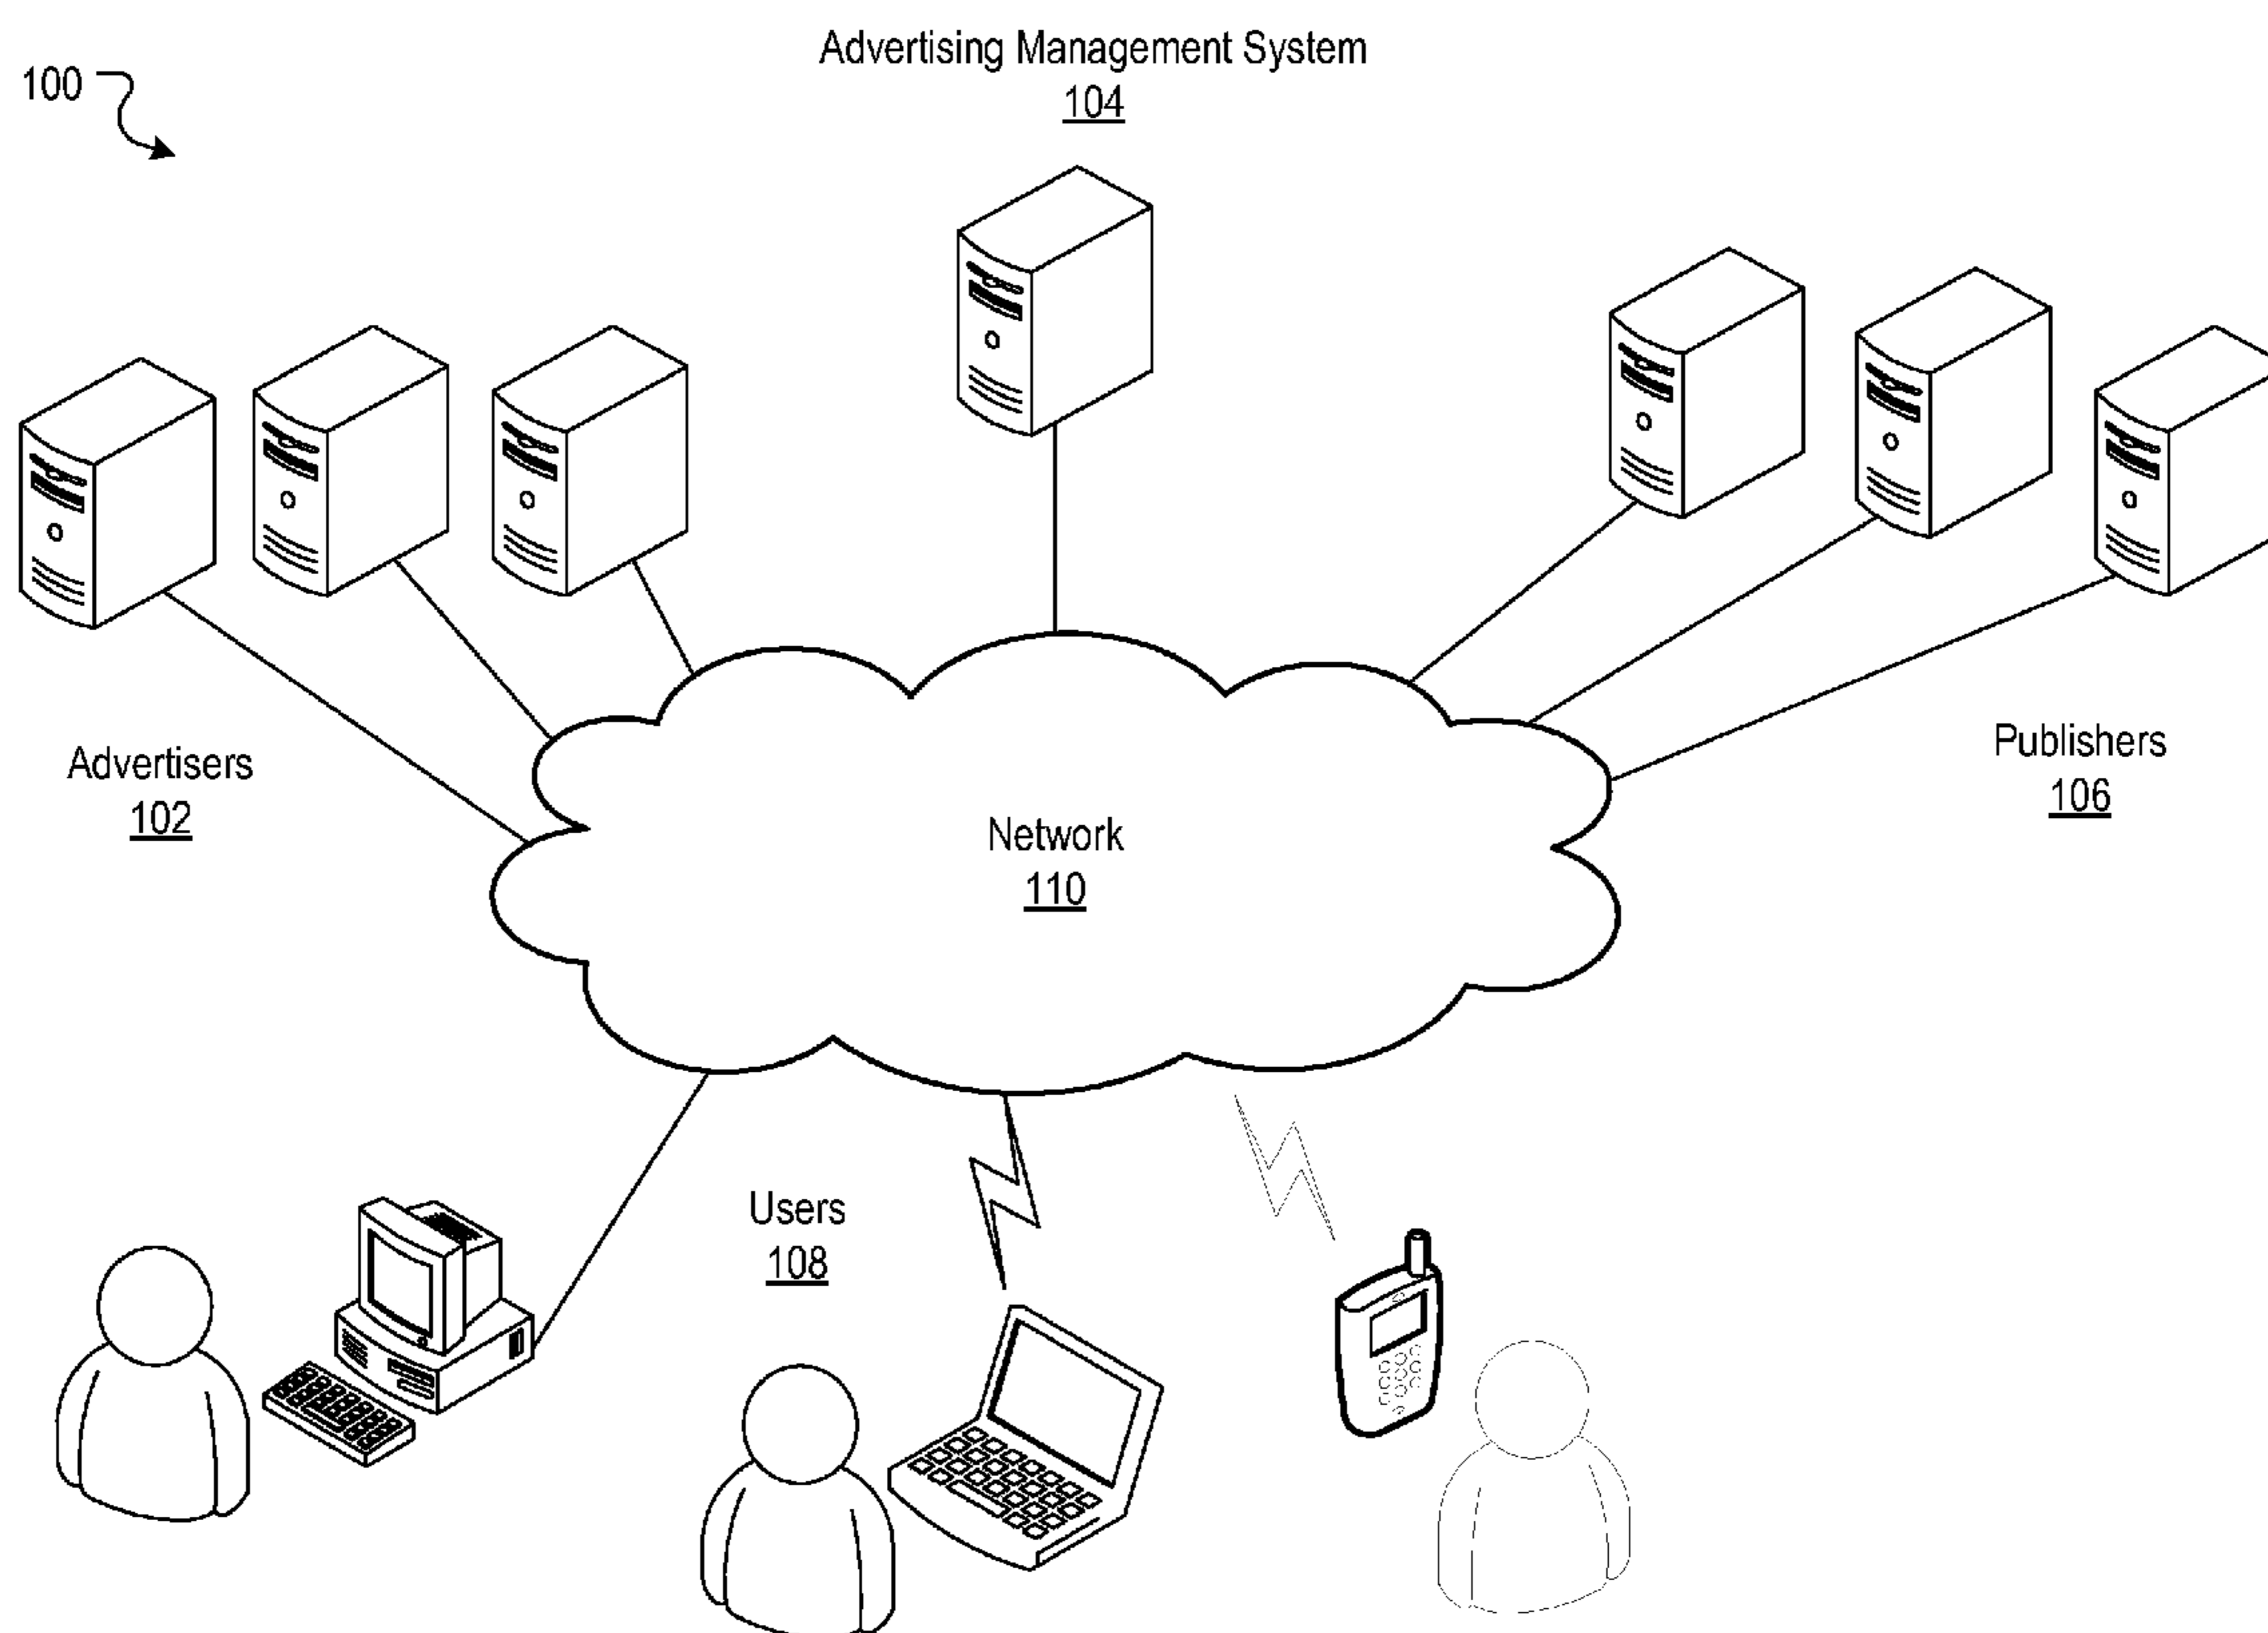 Advertising Management System
104
100
Advertisers
102
Publishers
106
Network
110
Users
108